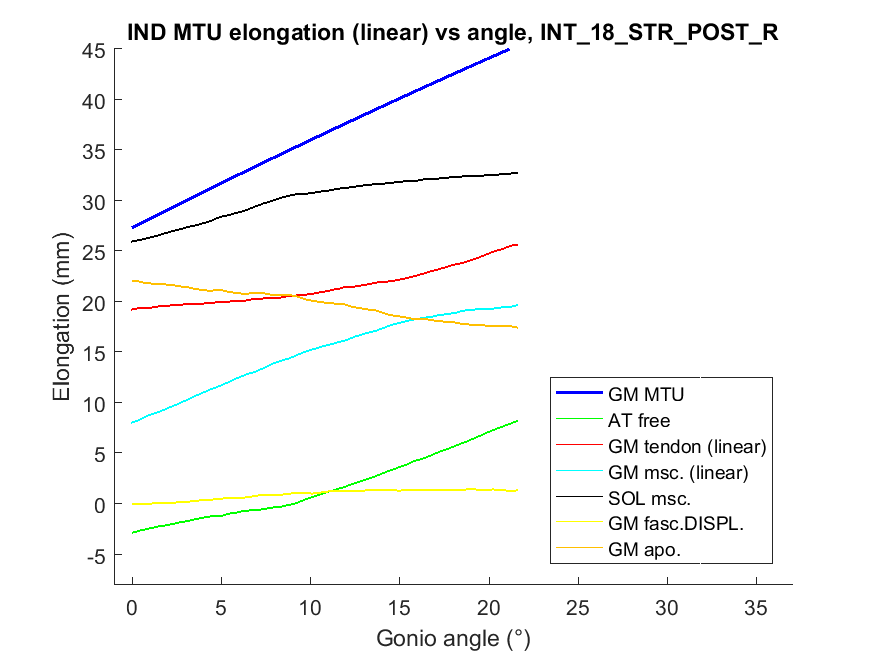 IND MTU elongation (linear) vs angle, INT_18_STR_POST_R
45
40
35
30
25
20
15
10
5
0
-5
Elongation (mm)
0 5 10 15 20 25 30 35
Gonio angle (°)
GM MTU
AT free
GM tendon (linear)
GM msc. (linear)
SOL msc.
GM fasc.DISPL.
GM apo.